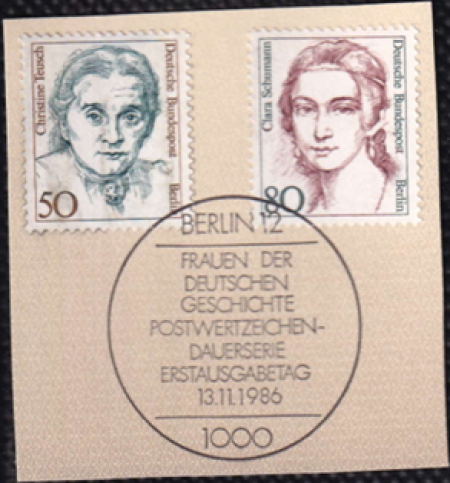 Christine Teusch
Deutsche Bundespost
Berlin
50
Clara Schumann
Deutsche Bundespost
Berlin
80
BERLIN 12
FRAUEN DER
DEUTSCHEN
GESCHICHTE
POSTWERTZEICHEN-
DAUERSERIE
ERSTAUSGABETAG
13.11.1986
1000